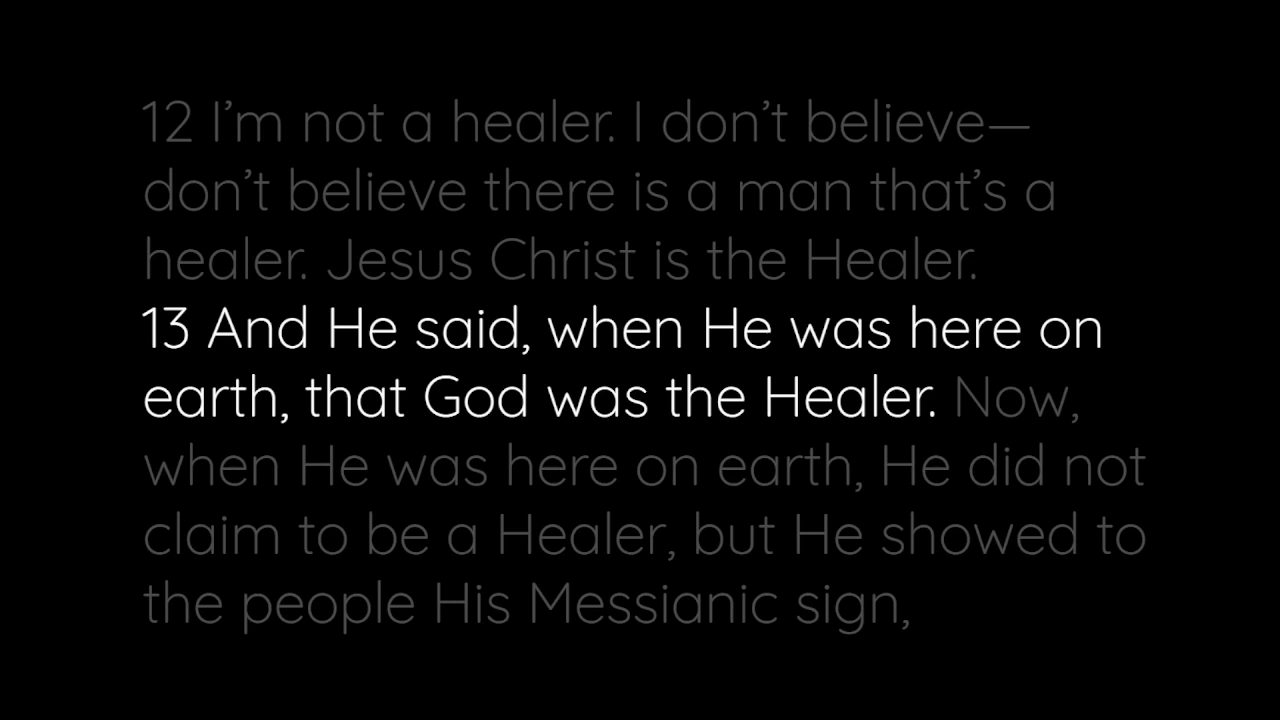 12 I’m not a healer. I don’t believe—
don’t believe there is a man that’s a
healer. Jesus Christ is the Healer.
13 And He said, when He was here on
earth, that God was the Healer. Now,
when He was here on earth, He did not
claim to be a Healer, but He showed to
the people His Messianic sign,